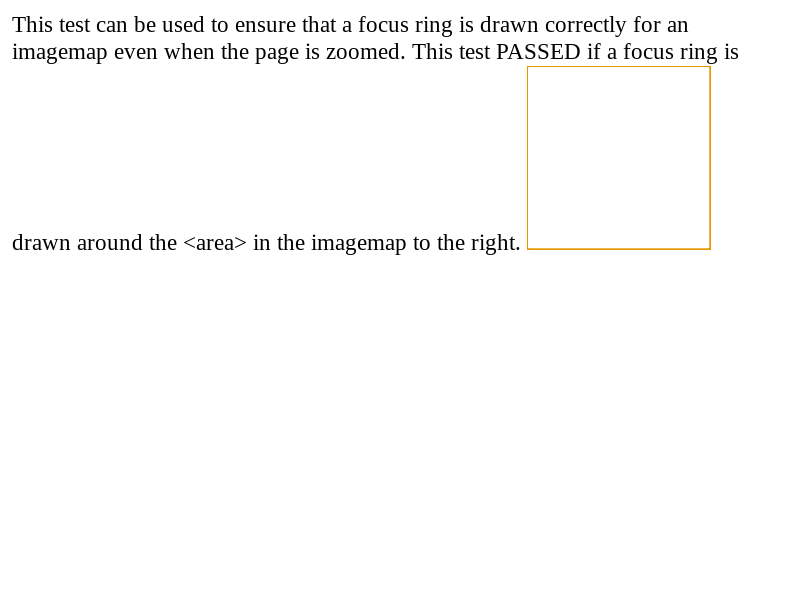 This test can be used to ensure that a focus ring is drawn correctly for an
imagemap even when the page is zoomed. This test PASSED if a focus ring is
drawn around the <area> in the imagemap to the right.